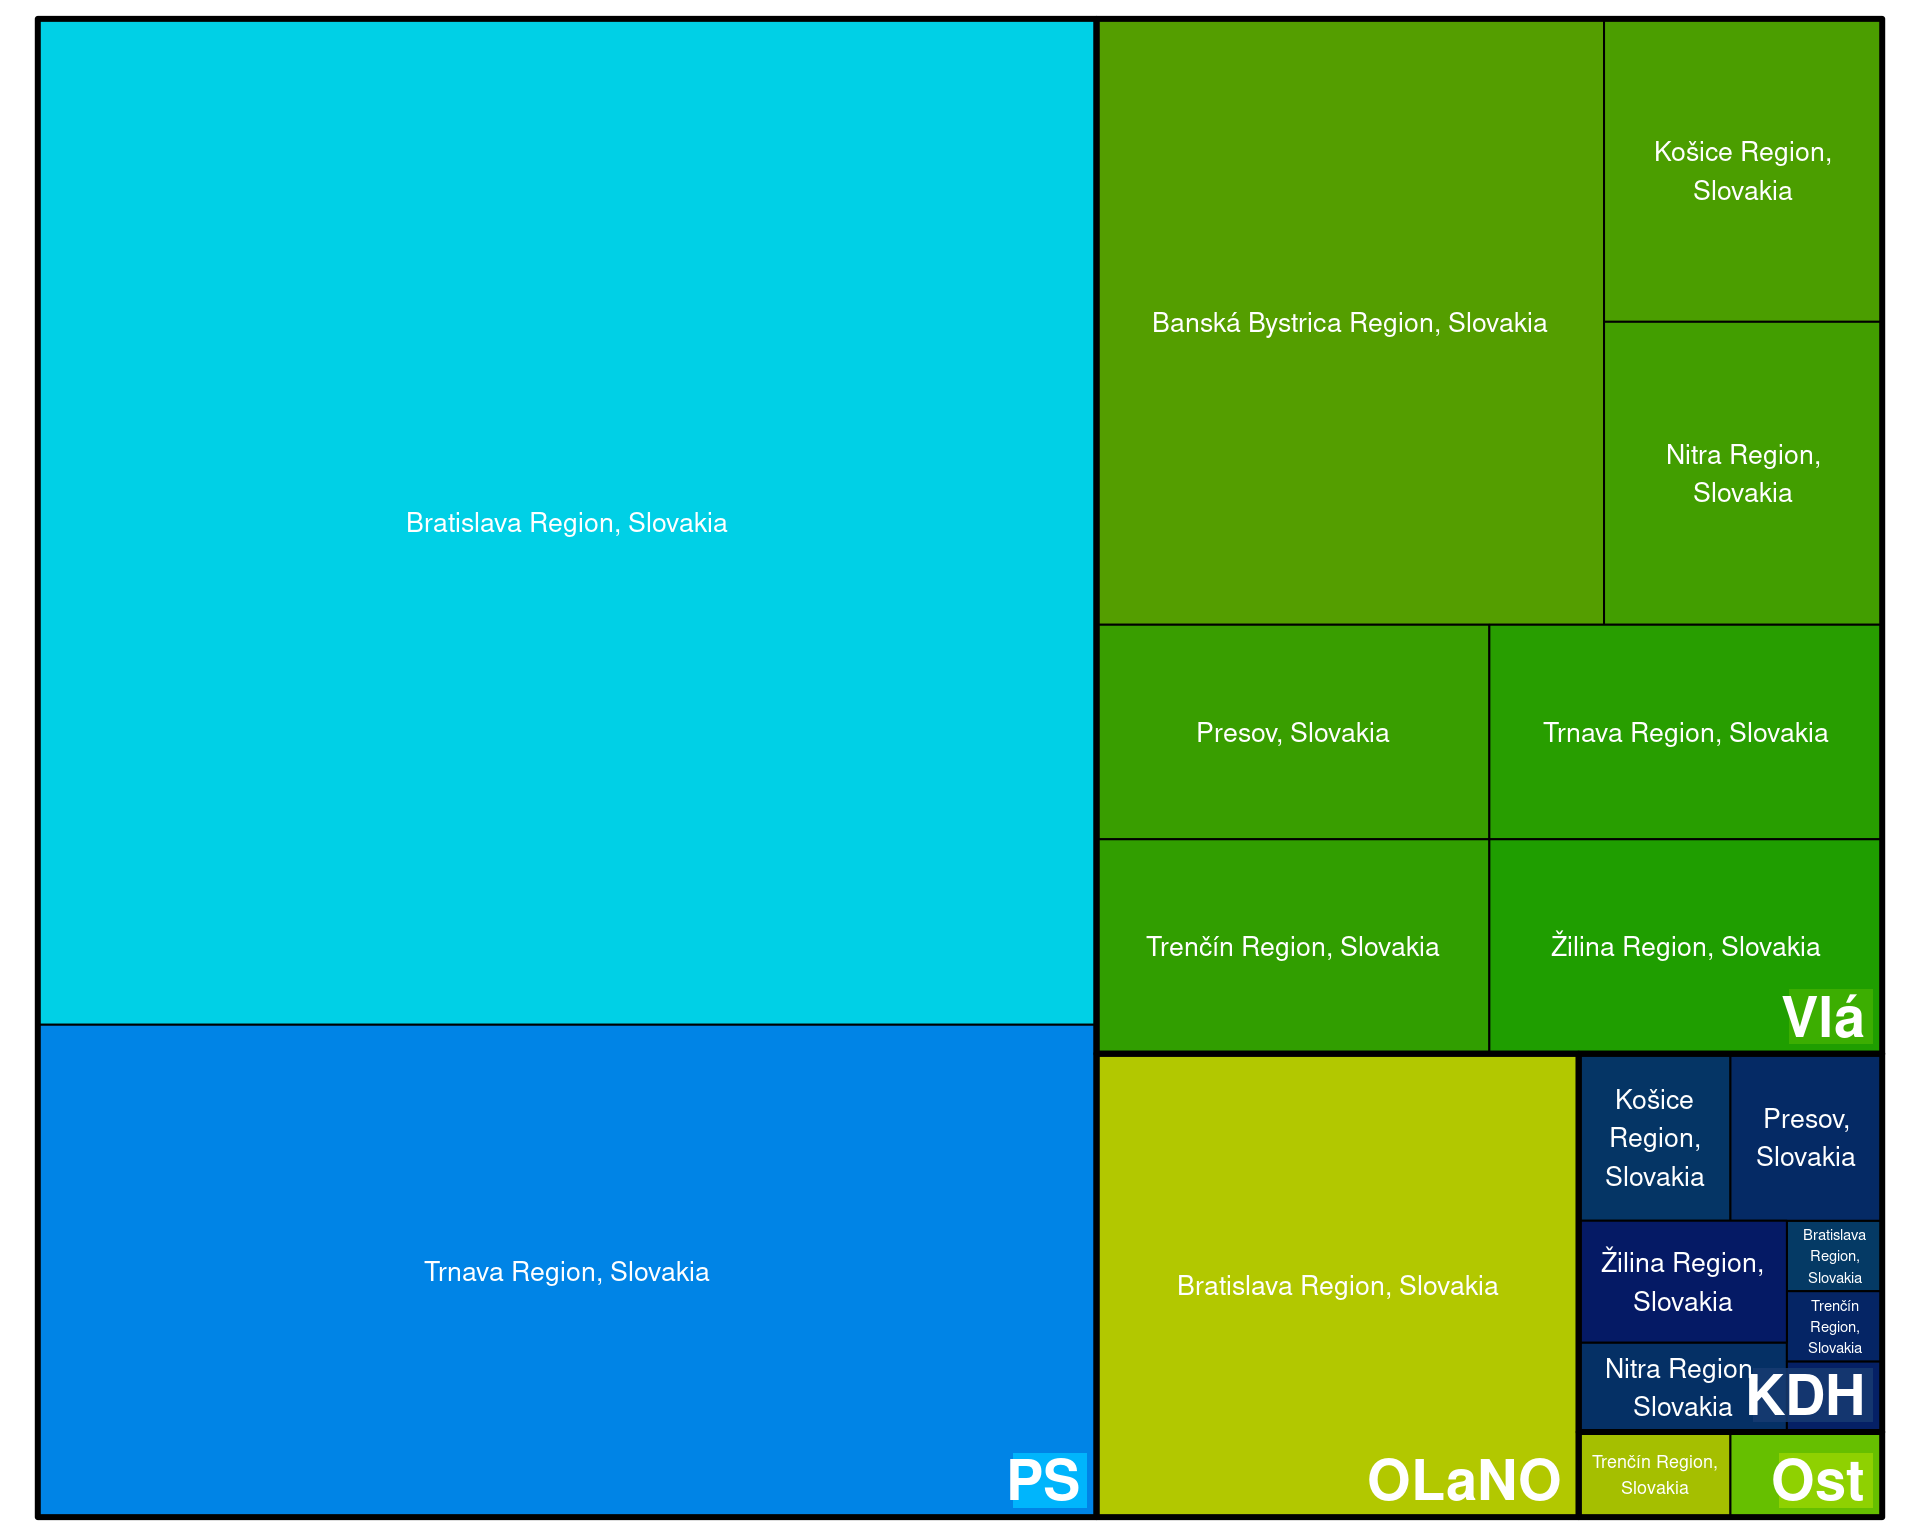 Bratislava Region, Slovakia
Trnava Region, Slovakia
PS
Banská Bystrica Region, Slovakia
Košice Region,
Slovakia
Nitra Region,
Slovakia
Presov, Slovakia
Trnava Region, Slovakia
Trenčín Region, Slovakia
Žilina Region, Slovakia
Vlá
Bratislava Region, Slovakia
OLaNO
Košice
Region,
Slovakia
Presov,
Slovakia
Žilina Region,
Slovakia
Bratislava
Region,
Slovakia
Trenčín
Region,
Slovakia
Nitra Region
Slovakia
KDH
Trenčín Region,
Slovakia
Ost